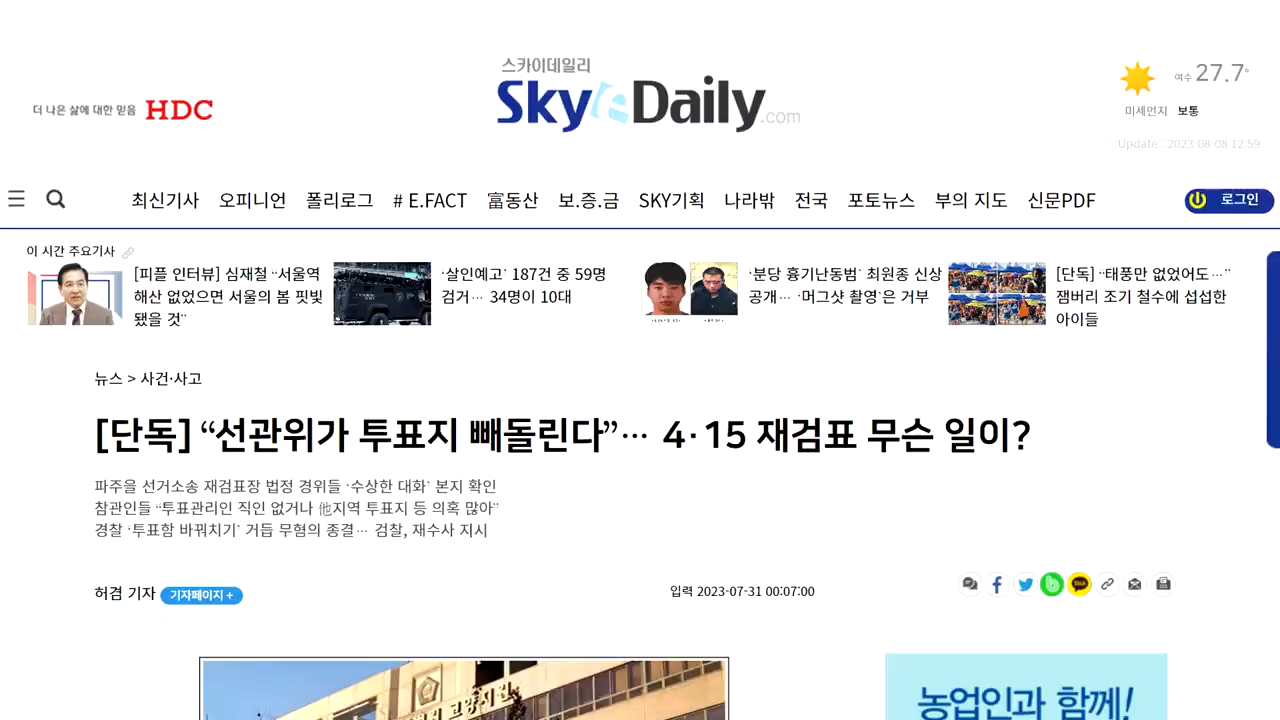 스카이데일리
Sky e Daily.com
더 나은 삶에 대한 믿음 HDC
여수 27.7°
미세먼지 보통
Update : 2023-08-08 12:59
최신기사 오피니언 폴리로그 # E.FACT 富동산 보.증.금 SKY기획 나라밖 전국 포토뉴스 부의 지도 신문PDF
로그인
이 시간 주요기사
[피플 인터뷰] 심재철 “서울역
해산 없었으면 서울의 봄 핏빛
됐을 것”
‘살인예고’ 187건 중 59명
검거… 34명이 10대
‘분당 흉기난동범’ 최원종 신상
공개… ‘머그샷 촬영’은 거부
[단독] “태풍만 없었어도…”
잼버리 조기 철수에 섭섭한
아이들
뉴스 > 사건·사고
[단독] “선관위가 투표지 빼돌린다”… 4·15 재검표 무슨 일이?
파주을 선거소송 재검표장 법정 경위들 ‘수상한 대화’ 본지 확인
참관인들 “투표관리인 직인 없거나 他지역 투표지 등 의혹 많아”
경찰 ‘투표함 바꿔치기’ 거듭 무혐의 종결… 검찰, 재수사 지시
허겸 기자 기자페이지 +
입력 2023-07-31 00:07:00
고양지원
농업인과 함께!